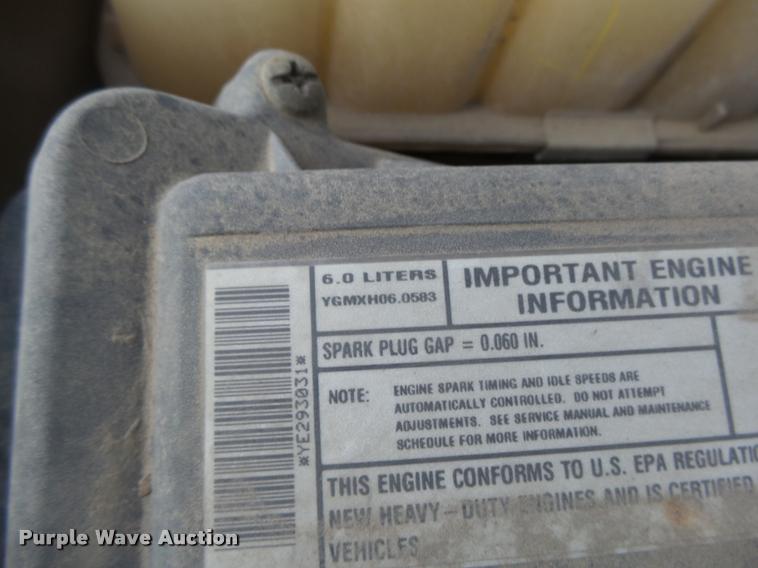 6.0 LITERS
YGMXH06.0583
IMPORTANT ENGINE
INFORMATION
SPARK PLUG GAP = 0.060 IN.
NOTE: ENGINE SPARK TIMING AND IDLE SPEEDS ARE
AUTOMATICALLY CONTROLLED. DO NOT ATTEMPT
ADJUSTMENTS. SEE SERVICE MANUAL AND MAINTENANCE
SCHEDULE FOR MORE INFORMATION.
THIS ENGINE CONFORMS TO U.S. EPA REGULATIO
NEW HEAVY-DUTY ENGINES AND IS CERTIFIED
VEHICLES
*YE293031*
Purple Wave Auction